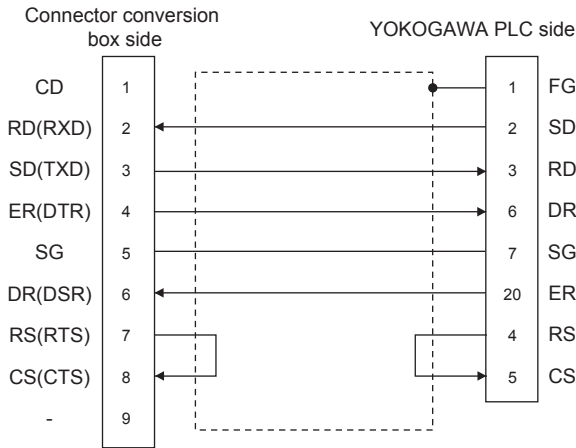 Connector conversion
box side
YOKOGAWA PLC side
CD 1 1 FG
RD(RXD) 2 2 SD
SD(TXD) 3 3 RD
ER(DTR) 4 6 DR
SG 5 7 SG
DR(DSR) 6 20 ER
RS(RTS) 7 4 RS
CS(CTS) 8 5 CS
- 9